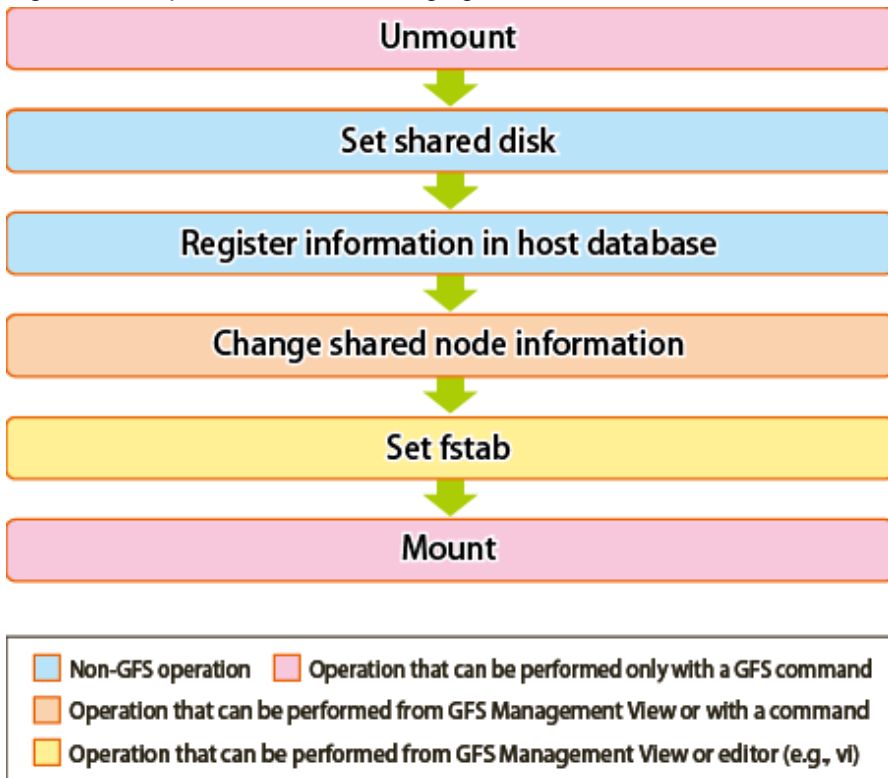 Unmount
Set shared disk
Register information in host database
Change shared node information
Set fstab
Mount
Non-GFS operation Operation that can be performed only with a GFS command
Operation that can be performed from GFS Management View or with a command
Operation that can be performed from GFS Management View or editor (e.g., vi)